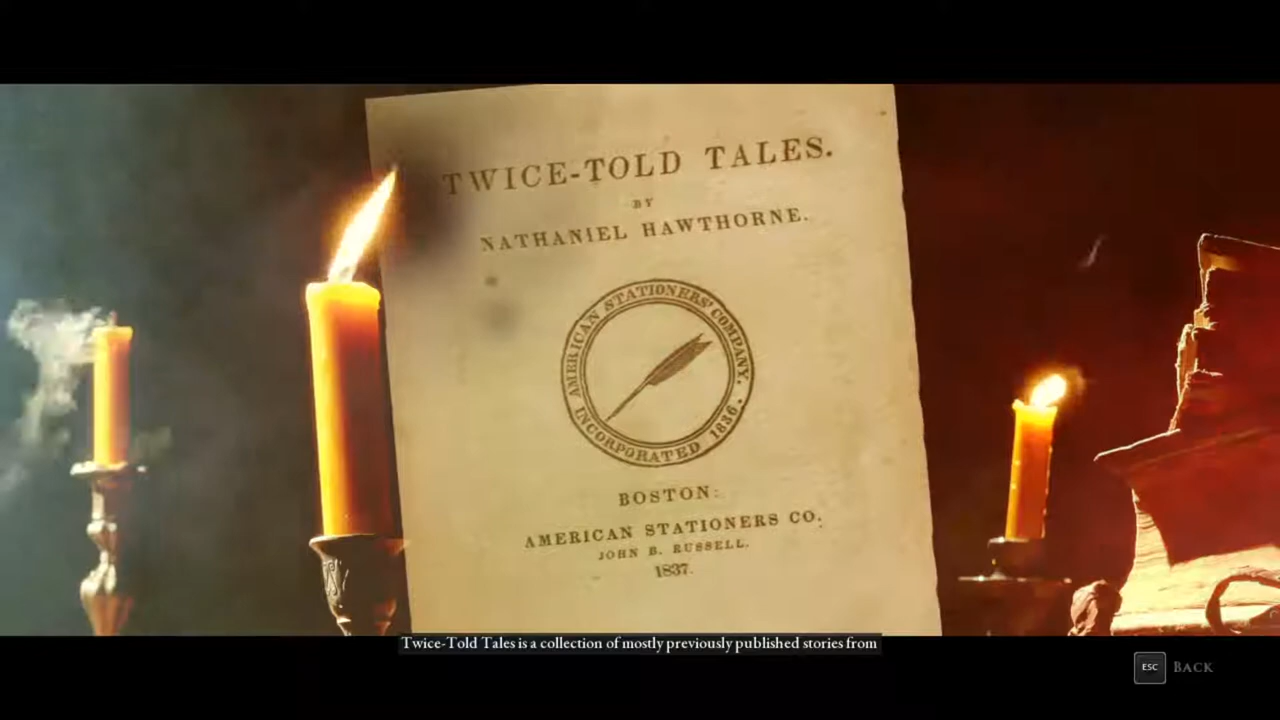 TWICE-TOLD TALES.
BY
NATHANIEL HAWTHORNE.
AMERICAN STATIONERS' COMPANY.
INCORPORATED 1836.
BOSTON:
AMERICAN STATIONERS CO.
JOHN B. RUSSELL.
1837.
Twice-Told Tales is a collection of mostly previously published stories from
ESC BACK